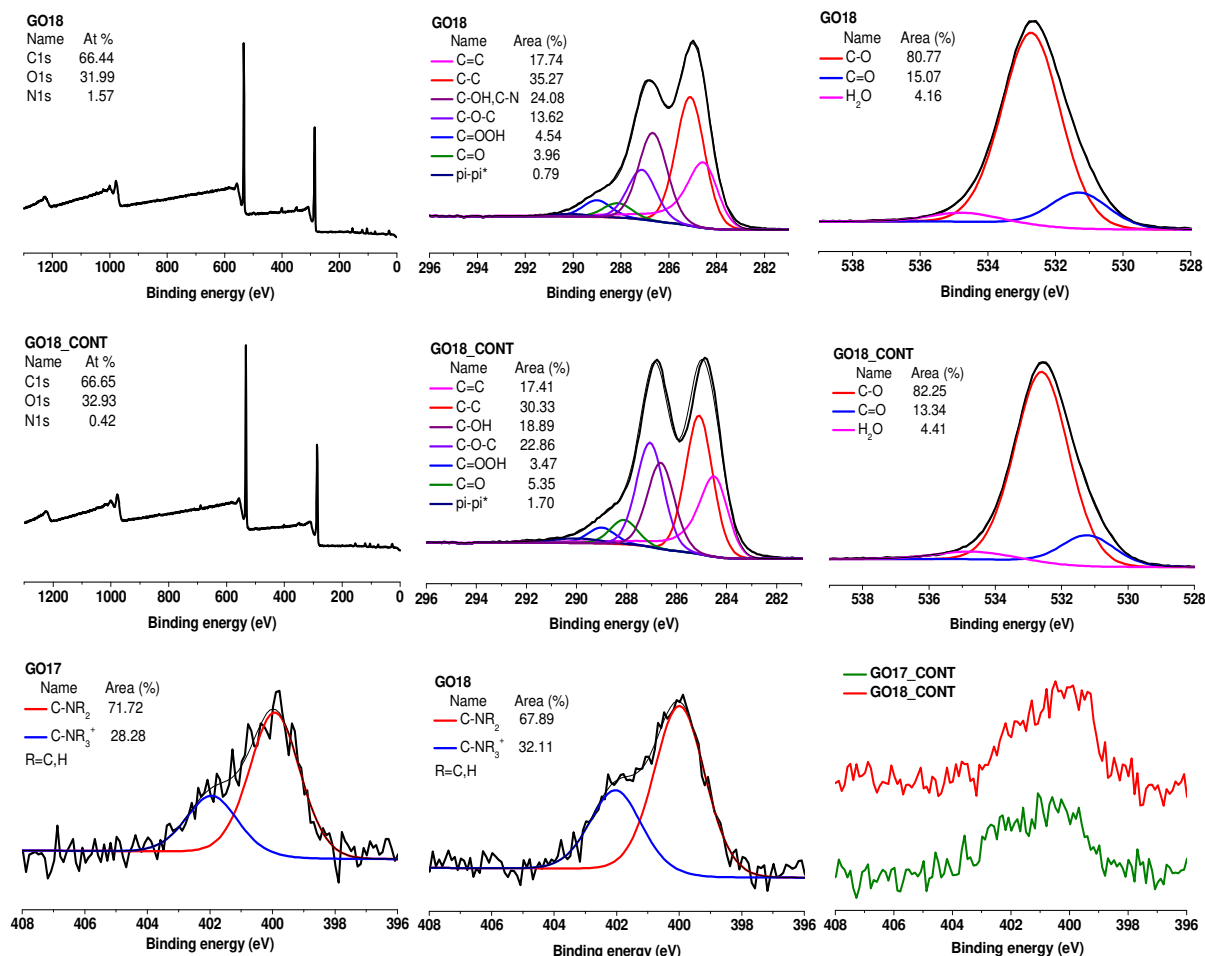 GO18
Name At %
C1s 66.44
O1s 31.99
N1s 1.57
1200 1000 800 600 400 200 0
Binding energy (eV)
GO18
Name Area (%)
C=C 17.74
C-C 35.27
C-OH,C-N 24.08
C-O-C 13.62
C=OOH 4.54
C=O 3.96
pi-pi* 0.79
296 294 292 290 288 286 284 282
Binding energy (eV)
GO18
Name Area (%)
C-O 80.77
C=O 15.07
H2O 4.16
538 536 534 532 530 528
Binding energy (eV)
GO18_CONT
Name At %
C1s 66.65
O1s 32.93
N1s 0.42
1200 1000 800 600 400 200 0
Binding energy (eV)
GO18_CONT
Name Area (%)
C=C 17.41
C-C 30.33
C-OH 18.89
C-O-C 22.86
C=OOH 3.47
C=O 5.35
pi-pi* 1.70
296 294 292 290 288 286 284 282
Binding energy (eV)
GO18_CONT
Name Area (%)
C-O 82.25
C=O 13.34
H2O 4.41
538 536 534 532 530 528
Binding energy (eV)
GO17
Name Area (%)
C-NR2 71.72
C-NR3+ 28.28
R=C,H
408 406 404 402 400 398 396
Binding energy (eV)
GO18
Name Area (%)
C-NR2 67.89
C-NR3+ 32.11
R=C,H
408 406 404 402 400 398 396
Binding energy (eV)
GO17_CONT
GO18_CONT
408 406 404 402 400 398 396
Binding energy (eV)